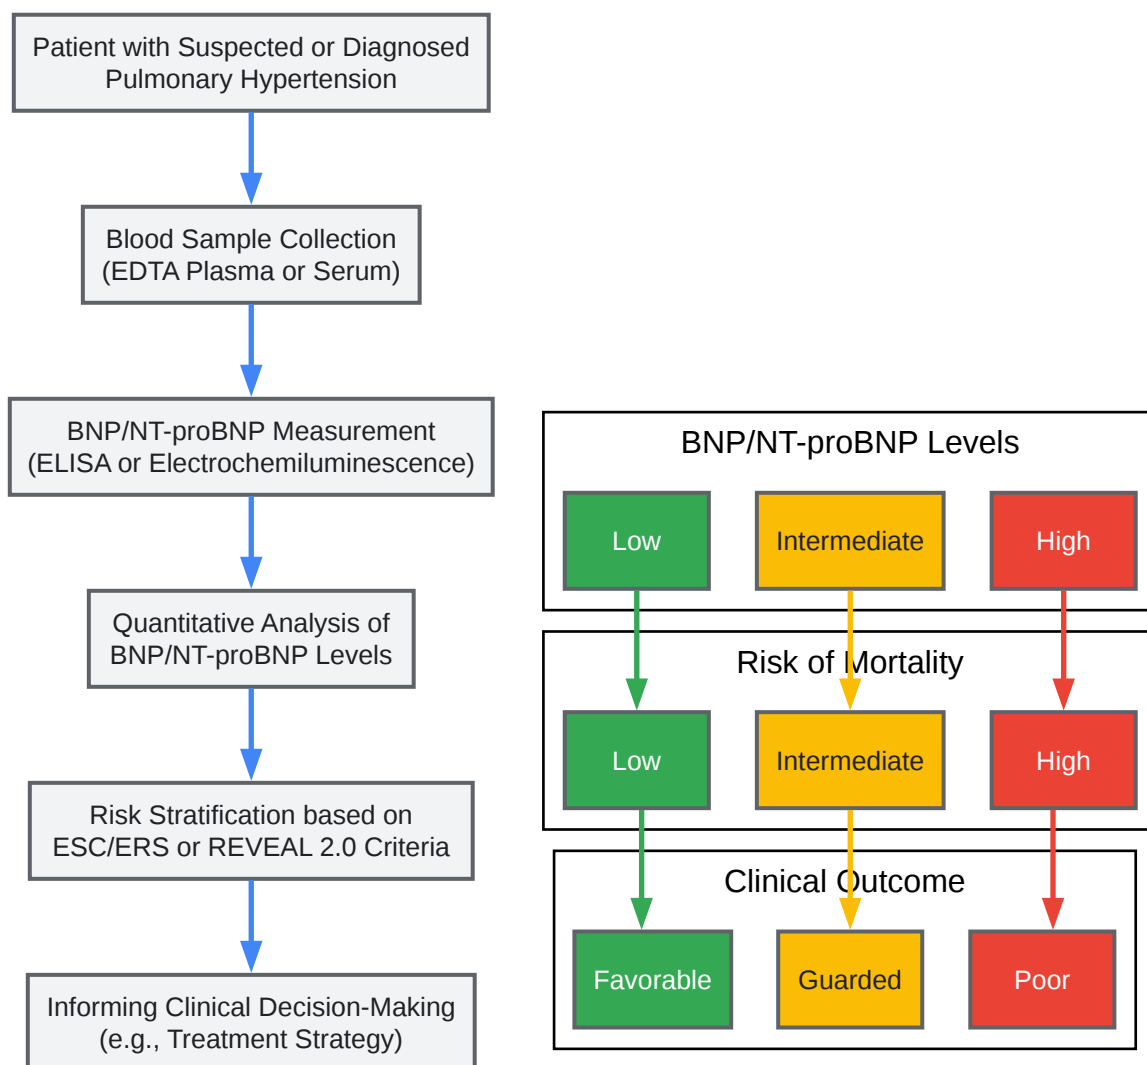 Patient with Suspected or Diagnosed
Pulmonary Hypertension
Blood Sample Collection
(EDTA Plasma or Serum)
BNP/NT-proBNP Measurement
(ELISA or Electrochemiluminescence)
Quantitative Analysis of
BNP/NT-proBNP Levels
Risk Stratification based on
ESC/ERS or REVEAL 2.0 Criteria
Informing Clinical Decision-Making
(e.g., Treatment Strategy)
BNP/NT-proBNP Levels
Low
Intermediate
High
Risk of Mortality
Low
Intermediate
High
Clinical Outcome
Favorable
Guarded
Poor